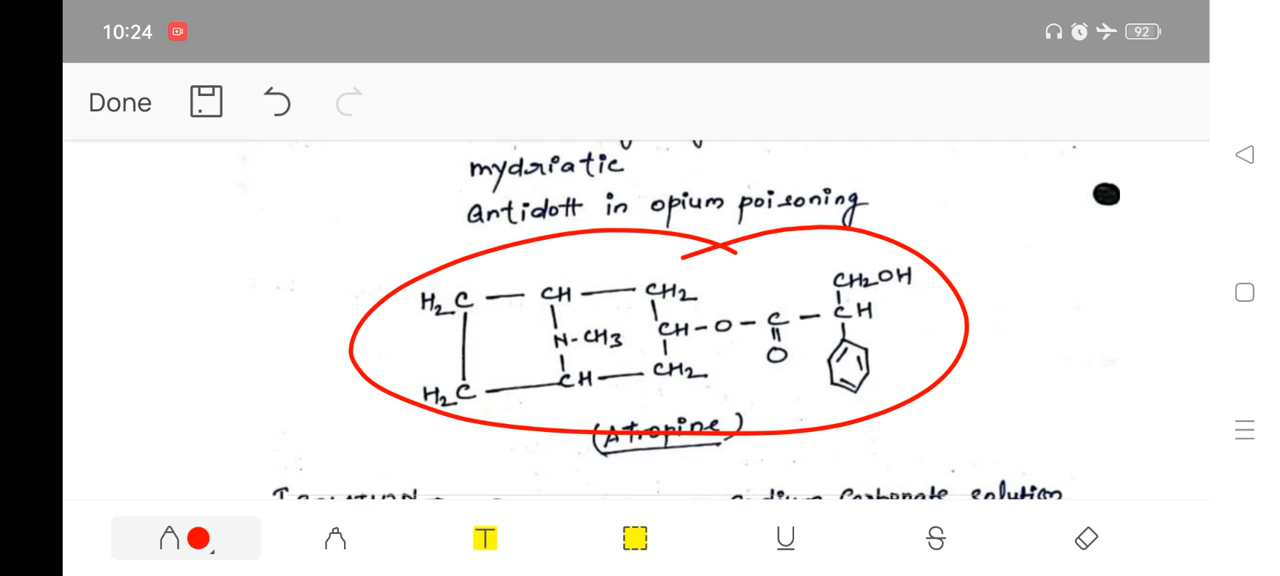 10:24
92
Done
mydriatic
antidott in opium poisoning
CH2OH
H2C — CH — CH2
CH-O-C-CH
N-CH3
O
H2C — CH — CH2
(Atropine)
Carbonate solution
T
U
S